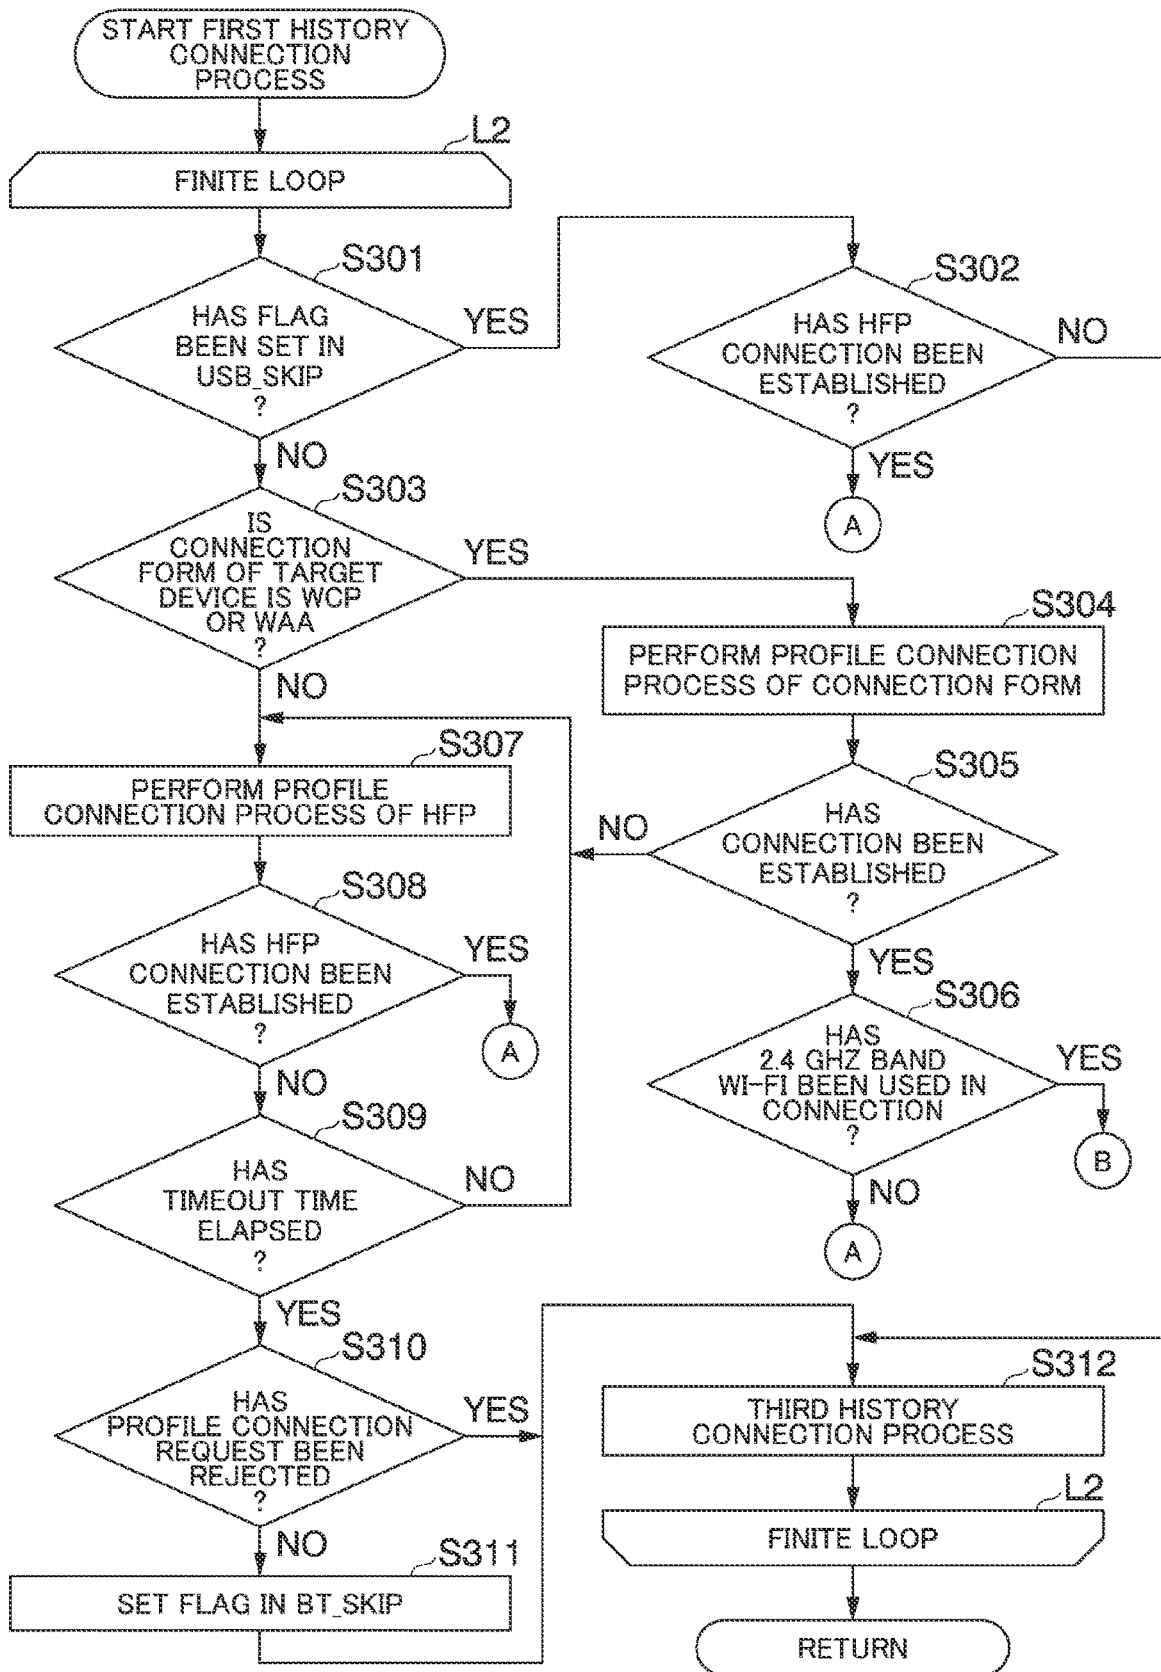 START FIRST HISTORY
CONNECTION
PROCESS
L2
FINITE LOOP
S301
HAS FLAG
BEEN SET IN
USB_SKIP
?
YES
NO
S302
HAS HFP
CONNECTION BEEN
ESTABLISHED
?
NO
YES
A
S303
IS
CONNECTION
FORM OF TARGET
DEVICE IS WCP
OR WAA
?
YES
NO
S304
PERFORM PROFILE CONNECTION
PROCESS OF CONNECTION FORM
S305
HAS
CONNECTION BEEN
ESTABLISHED
?
NO
YES
S306
HAS
2.4 GHZ BAND
WI-FI BEEN USED IN
CONNECTION
?
YES
B
NO
A
S307
PERFORM PROFILE
CONNECTION PROCESS OF HFP
S308
HAS HFP
CONNECTION BEEN
ESTABLISHED
?
YES
A
NO
S309
HAS
TIMEOUT TIME
ELAPSED
?
NO
YES
S310
HAS
PROFILE CONNECTION
REQUEST BEEN
REJECTED
?
YES
NO
S311
SET FLAG IN BT_SKIP
S312
THIRD HISTORY
CONNECTION PROCESS
L2
FINITE LOOP
RETURN